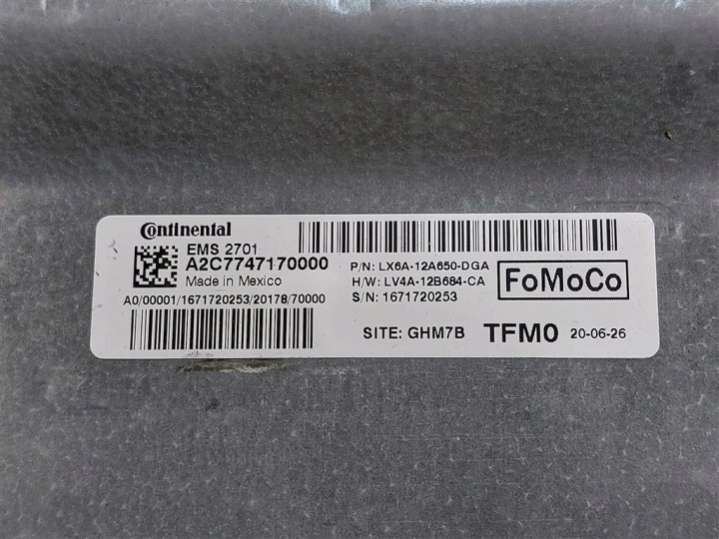 Continental
EMS 2701
A2C7747170000
Made in Mexico
A0/00001/1671720253/20178/70000
P/N: LX6A-12A650-DGA
H/W: LV4A-12B684-CA
S/N: 1671720253
FoMoCo
SITE: GHM7B TFM0 20-06-26